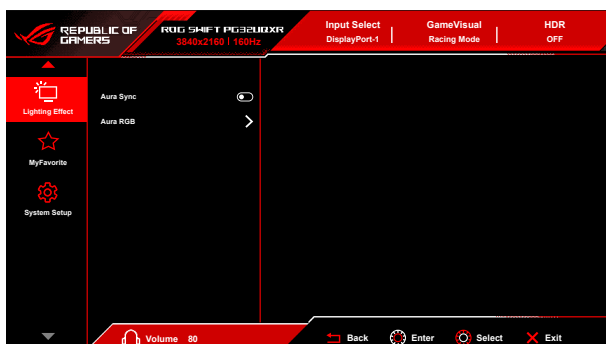 REPUBLIC OF
GAMERS
ROG SWIFT PG32UQXR
3840x2160 | 160Hz
Input Select
DisplayPort-1
GameVisual
Racing Mode
HDR
OFF
Lighting Effect
MyFavorite
System Setup
Aura Sync
Aura RGB
Volume 80
Back
Enter
Select
Exit